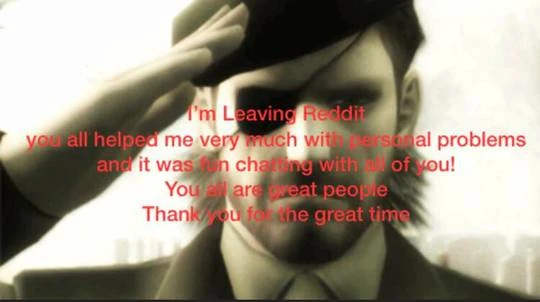 I'm Leaving Reddit
you all helped me very much with personal problems
and it was fun chatting with all of you!
You all are great people
Thank you for the great time